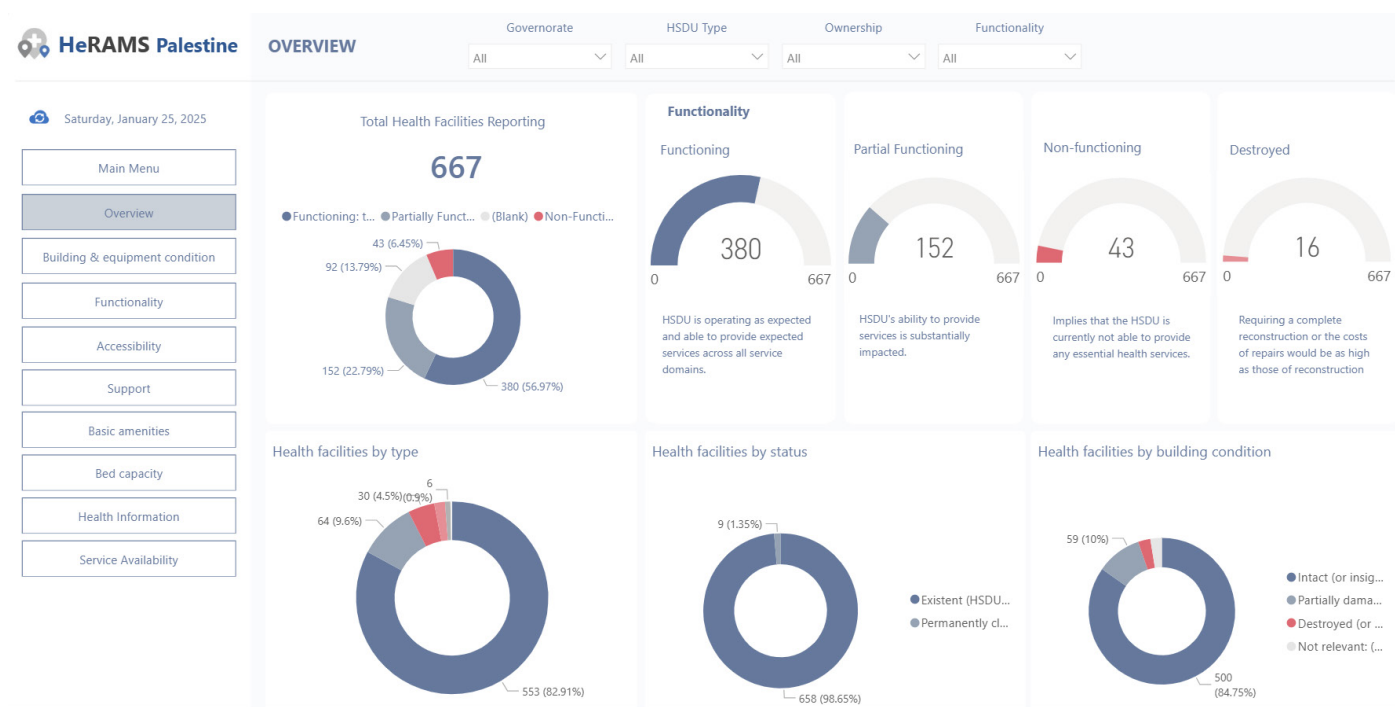 HeRAMS Palestine
OVERVIEW
Governorate
All
HSDU Type
All
Ownership
All
Functionality
All
Saturday, January 25, 2025
Main Menu
Overview
Building & equipment condition
Functionality
Accessibility
Support
Basic amenities
Bed capacity
Health Information
Service Availability
Total Health Facilities Reporting
667
Functioning: t... Partially Funct... (Blank) Non-Functi...
43 (6.45%)
92 (13.79%)
152 (22.79%)
380 (56.97%)
Functionality
Functioning
380
0 667
HSDU is operating as expected
and able to provide expected
services across all service
domains.
Partial Functioning
152
0 667
HSDU's ability to provide
services is substantially
impacted.
Non-functioning
43
0 667
Implies that the HSDU is
currently not able to provide
any essential health services.
Destroyed
16
0 667
Requiring a complete
reconstruction or the costs
of repairs would be as high
as those of reconstruction
Health facilities by type
6
(0.9%)
30 (4.5%)
64 (9.6%)
553 (82.91%)
Health facilities by status
9 (1.35%)
658 (98.65%)
Existent (HSDU...
Permanently cl...
Health facilities by building condition
59 (10%)
500
(84.75%)
Intact (or insig...
Partially dama...
Destroyed (or ...
Not relevant: (...